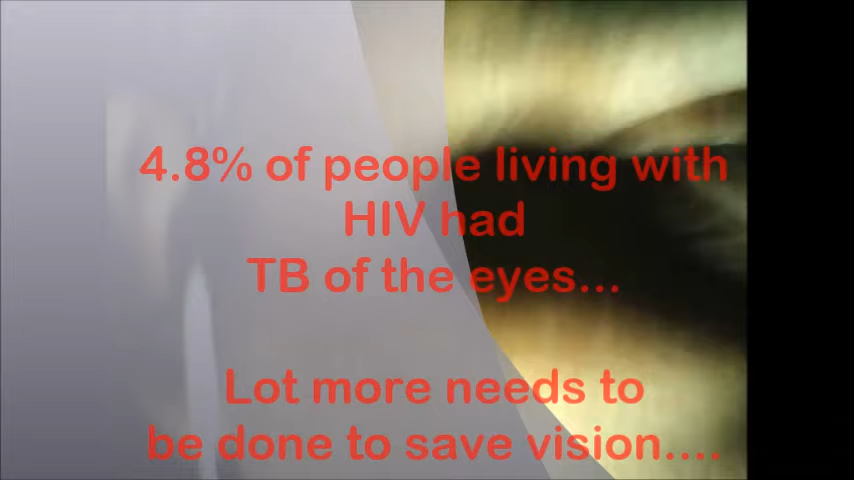 4.8% of people living with
HIV had
TB of the eyes...
Lot more needs to
be done to save vision....